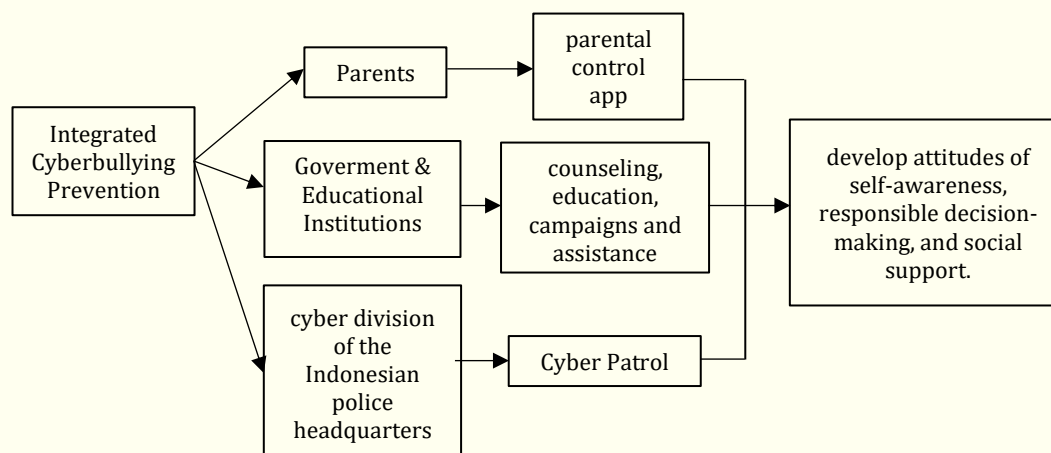 Integrated
Cyberbullying
Prevention
Parents
parental
control
app
Goverment &
Educational
Institutions
counseling,
education,
campaigns and
assistance
cyber division
of the
Indonesian
police
headquarters
Cyber Patrol
develop attitudes of
self-awareness,
responsible decision-
making, and social
support.